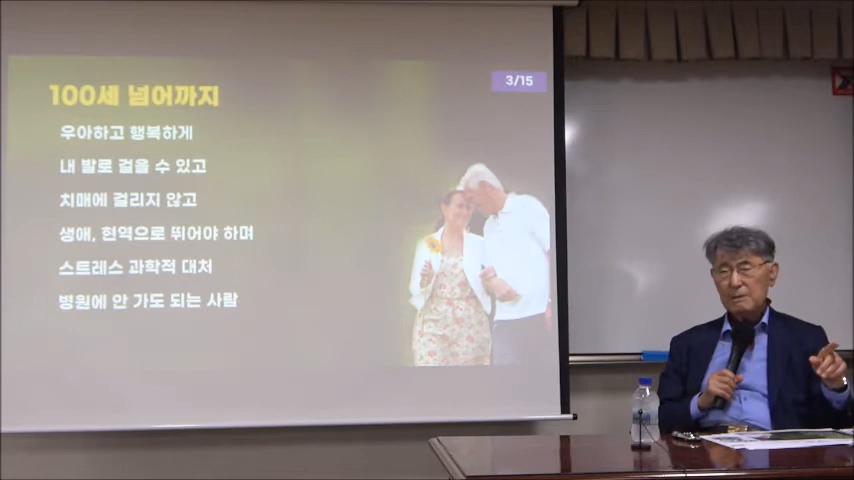 3/15
100세 넘어까지
우아하고 행복하게
내 발로 걸을 수 있고
치매에 걸리지 않고
생애, 현역으로 뛰어야 하며
스트레스 과학적 대처
병원에 안 가도 되는 사람